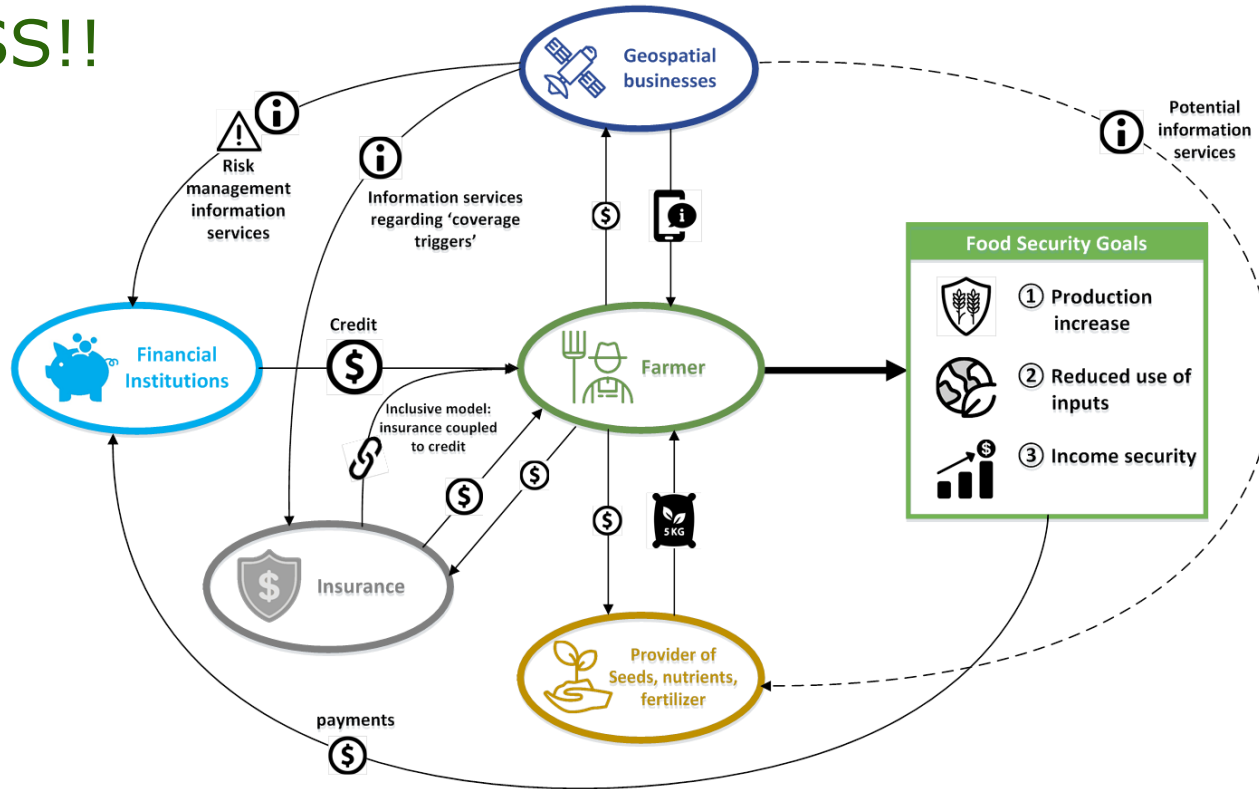 SS!!
Geospatial
businesses
Potential
information
services
Risk
management
information
services
Information services
regarding ‘coverage
triggers’
$
i
Food Security Goals
1 Production
increase
2 Reduced use of
inputs
3 Income security
$
Financial
Institutions
Credit
$
Farmer
Inclusive model:
insurance coupled
to credit
$
$
$
5 KG
$
Insurance
Provider of
Seeds, nutrients,
fertilizer
payments
$